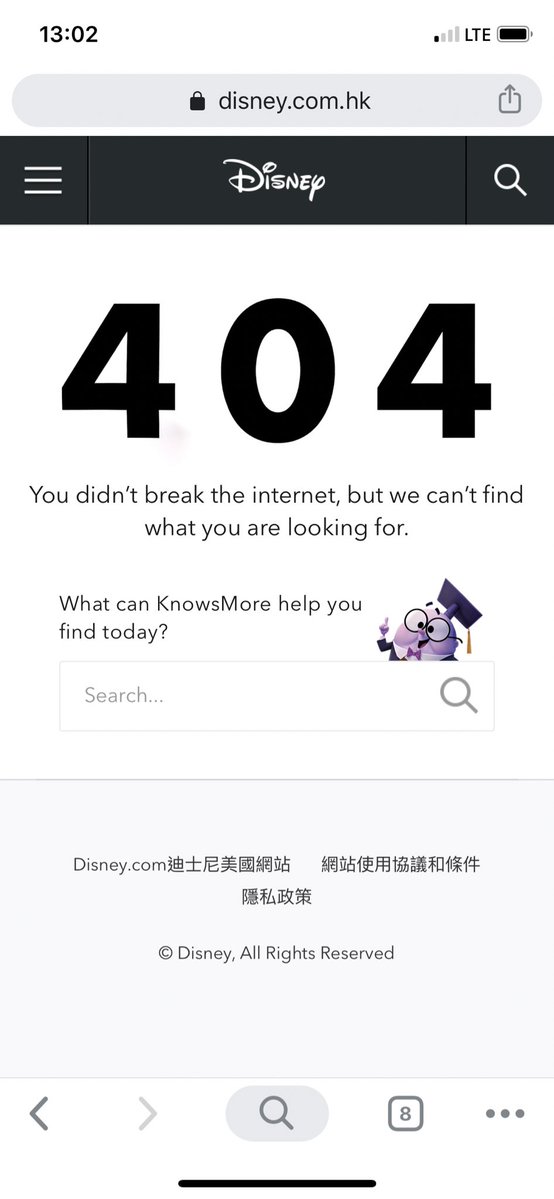 13:02
LTE
disney.com.hk
Disney
404
You didn’t break the internet, but we can’t find
what you are looking for.
What can KnowsMore help you
find today?
Search...
Disney.com迪士尼美國網站 網站使用協議和條件
隱私政策
© Disney, All Rights Reserved
8